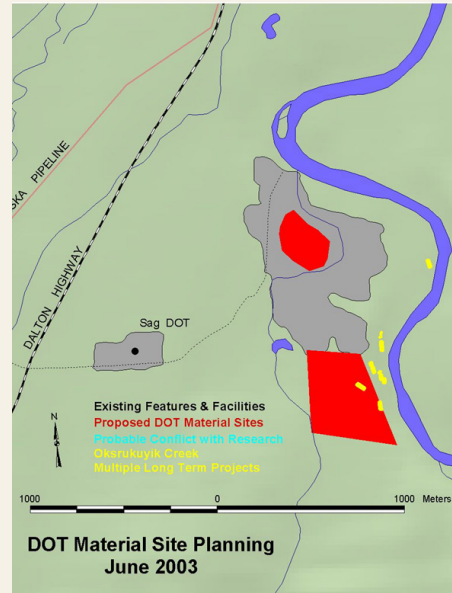 SKA PIPELINE
DALTON HIGHWAY
Sag DOT
N
Existing Features & Facilities
Proposed DOT Material Sites
Probable Conflict with Research
Oksrukuyik Creek
Multiple Long Term Projects
1000 0 1000 Meters
DOT Material Site Planning
June 2003